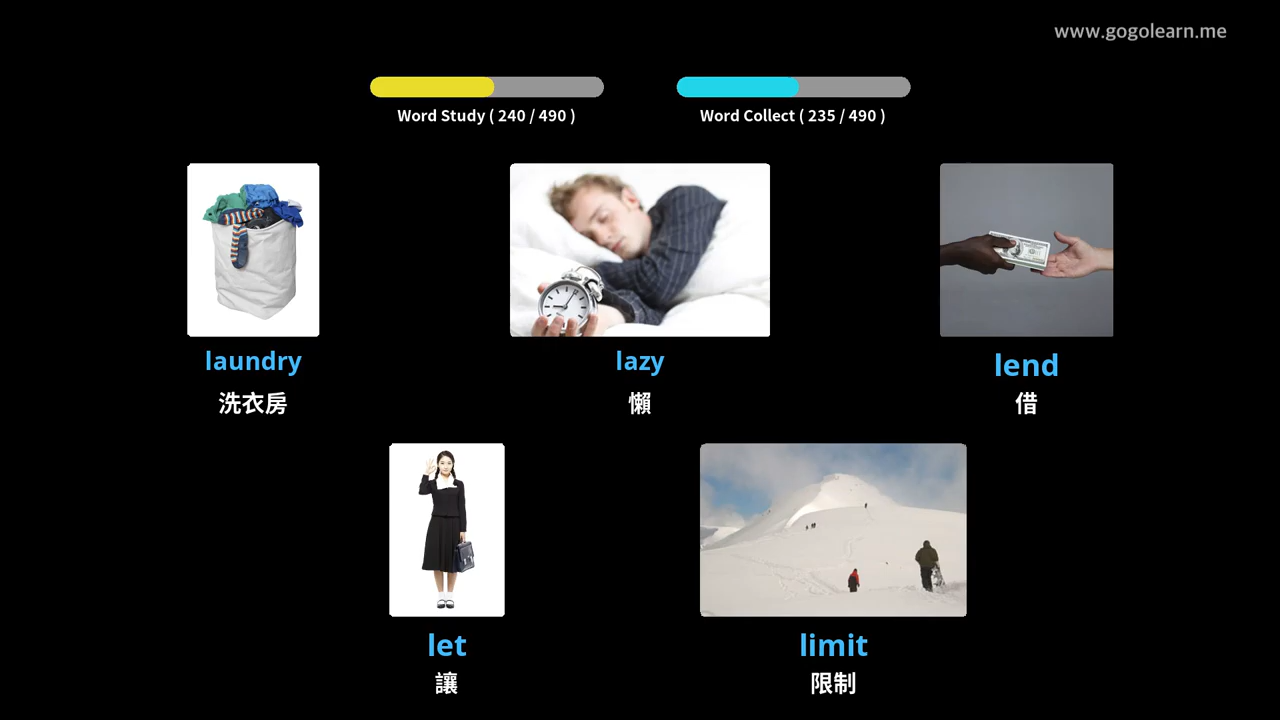 www.gogolearn.me
Word Study ( 240 / 490 )
Word Collect ( 235 / 490 )
laundry
洗衣房
lazy
懶
lend
借
let
讓
limit
限制